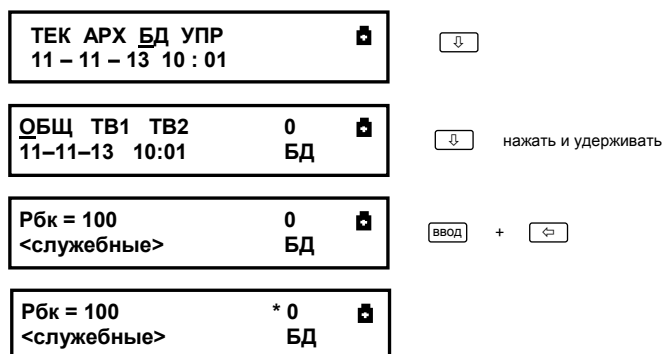 ТЕК АРХ БД УПР
11 – 11 – 13 10 : 01
ОБЩ ТВ1 ТВ2 0
11–11–13 10:01 БД
нажать и удерживать
Рбк = 100 0
<служебные> БД
ввод + 
Рбк = 100 * 0
<служебные> БД